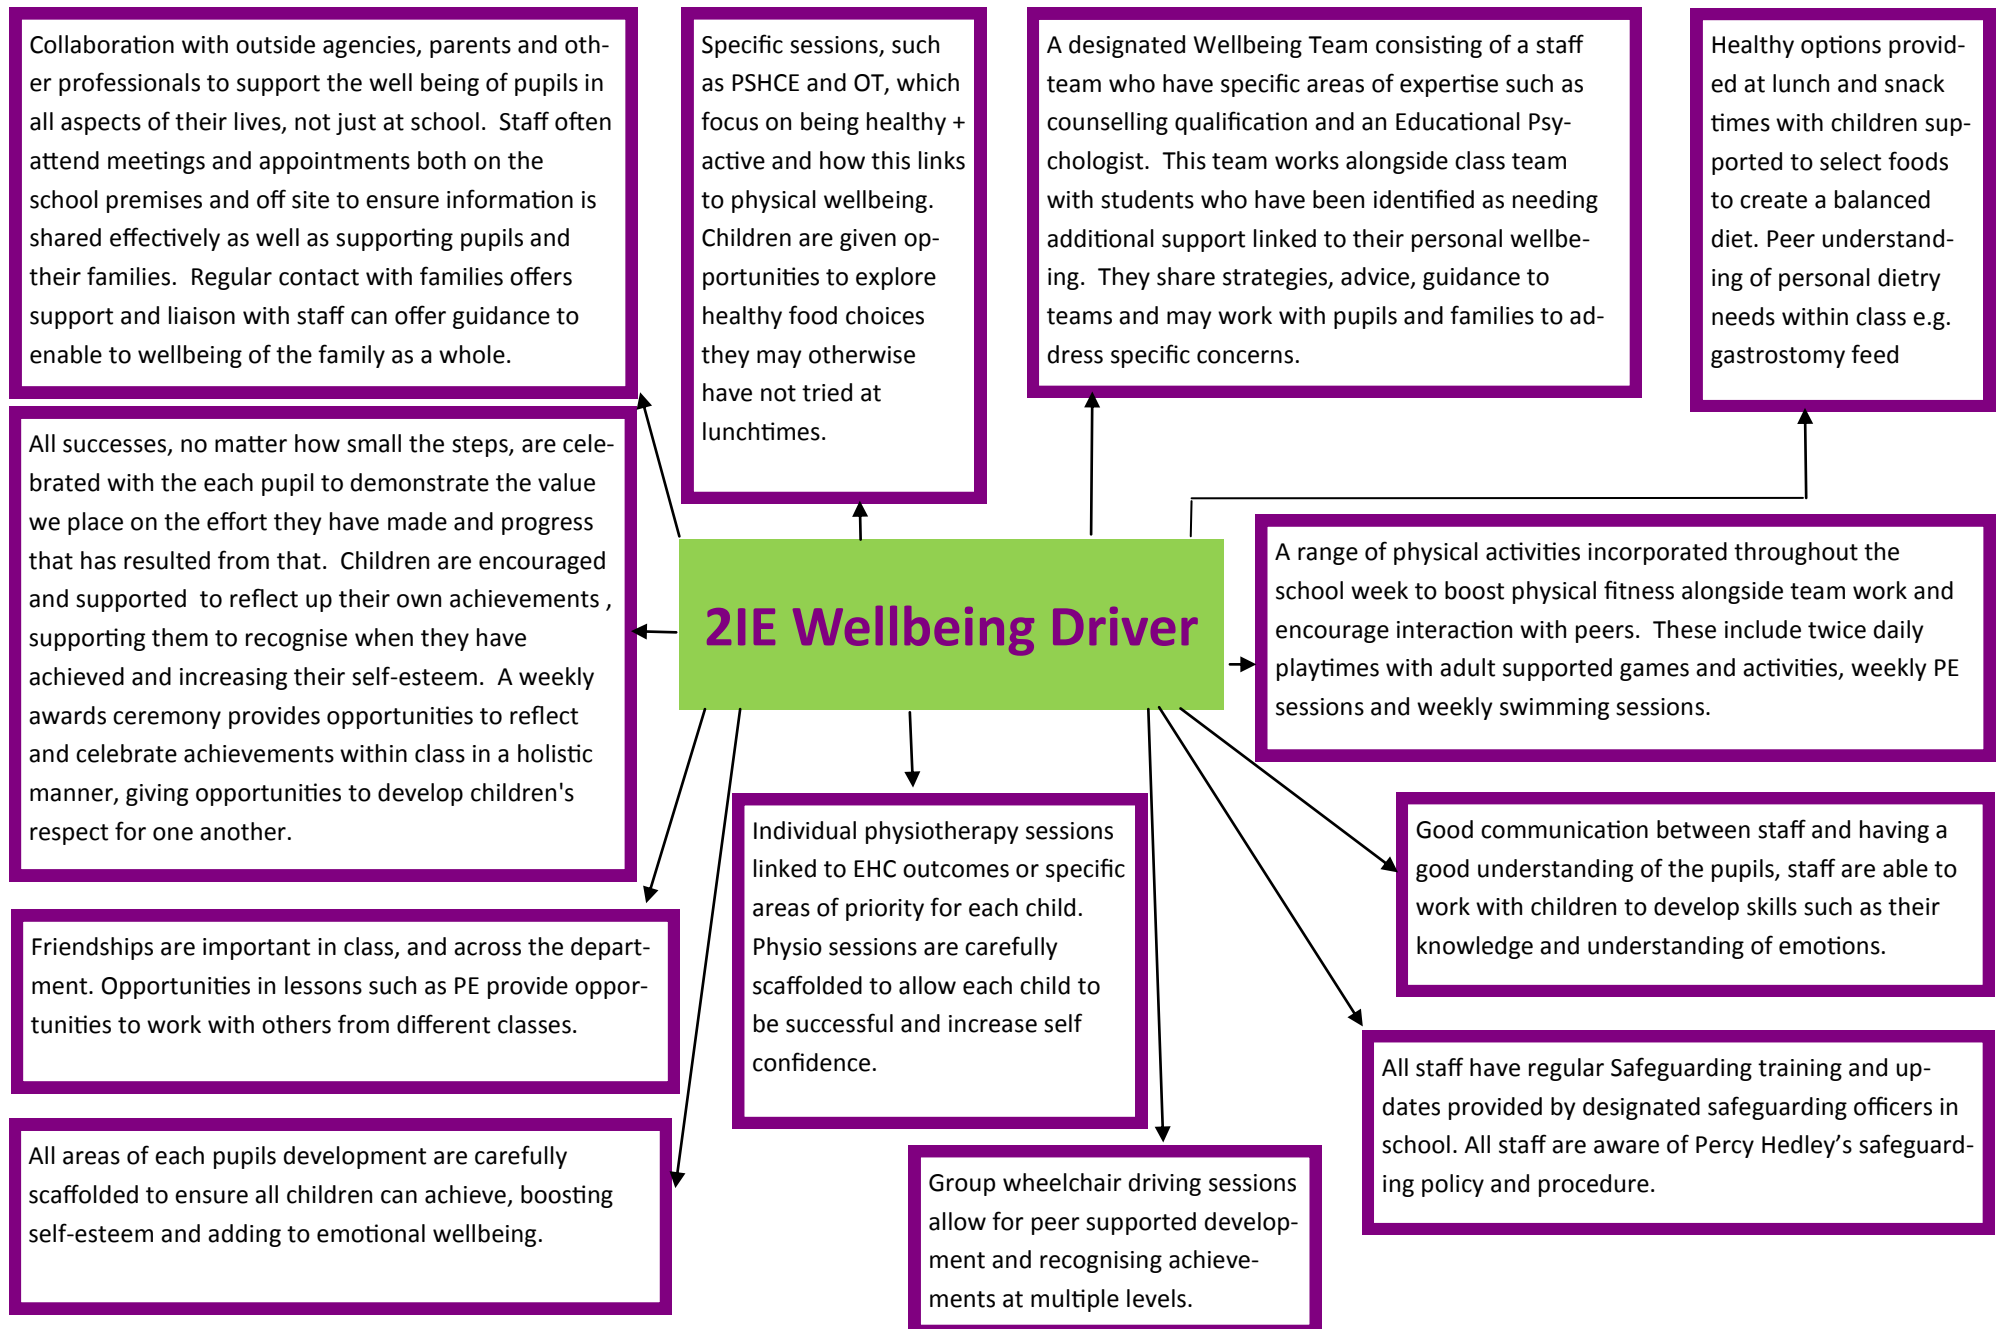 Collaboration with outside agencies, parents and oth-
er professionals to support the well being of pupils in
all aspects of their lives, not just at school.  Staff often
attend meetings and appointments both on the
school premises and off site to ensure information is
shared effectively as well as supporting pupils and
their families.  Regular contact with families offers
support and liaison with staff can offer guidance to
enable to wellbeing of the family as a whole.
Specific sessions, such
as PSHCE and OT, which
focus on being healthy +
active and how this links
to physical wellbeing.
Children are given op-
portunities to explore
healthy food choices
they may otherwise
have not tried at
lunchtimes.
A designated Wellbeing Team consisting of a staff
team who have specific areas of expertise such as
counselling qualification and an Educational Psy-
chologist.  This team works alongside class team
with students who have been identified as needing
additional support linked to their personal wellbe-
ing.  They share strategies, advice, guidance to
teams and may work with pupils and families to ad-
dress specific concerns.
Healthy options provid-
ed at lunch and snack
times with children sup-
ported to select foods
to create a balanced
diet. Peer understand-
ing of personal dietry
needs within class e.g.
gastrostomy feed
All successes, no matter how small the steps, are cele-
brated with the each pupil to demonstrate the value
we place on the effort they have made and progress
that has resulted from that.  Children are encouraged
and supported  to reflect up their own achievements ,
supporting them to recognise when they have
achieved and increasing their self-esteem.  A weekly
awards ceremony provides opportunities to reflect
and celebrate achievements within class in a holistic
manner, giving opportunities to develop children's
respect for one another.
2IE Wellbeing Driver
A range of physical activities incorporated throughout the
school week to boost physical fitness alongside team work and
encourage interaction with peers.  These include twice daily
playtimes with adult supported games and activities, weekly PE
sessions and weekly swimming sessions.
Individual physiotherapy sessions
linked to EHC outcomes or specific
areas of priority for each child.
Physio sessions are carefully
scaffolded to allow each child to
be successful and increase self
confidence.
Good communication between staff and having a
good understanding of the pupils, staff are able to
work with children to develop skills such as their
knowledge and understanding of emotions.
Friendships are important in class, and across the depart-
ment. Opportunities in lessons such as PE provide oppor-
tunities to work with others from different classes.
All staff have regular Safeguarding training and up-
dates provided by designated safeguarding officers in
school. All staff are aware of Percy Hedley’s safeguard-
ing policy and procedure.
All areas of each pupils development are carefully
scaffolded to ensure all children can achieve, boosting
self-esteem and adding to emotional wellbeing.
Group wheelchair driving sessions
allow for peer supported develop-
ment and recognising achieve-
ments at multiple levels.